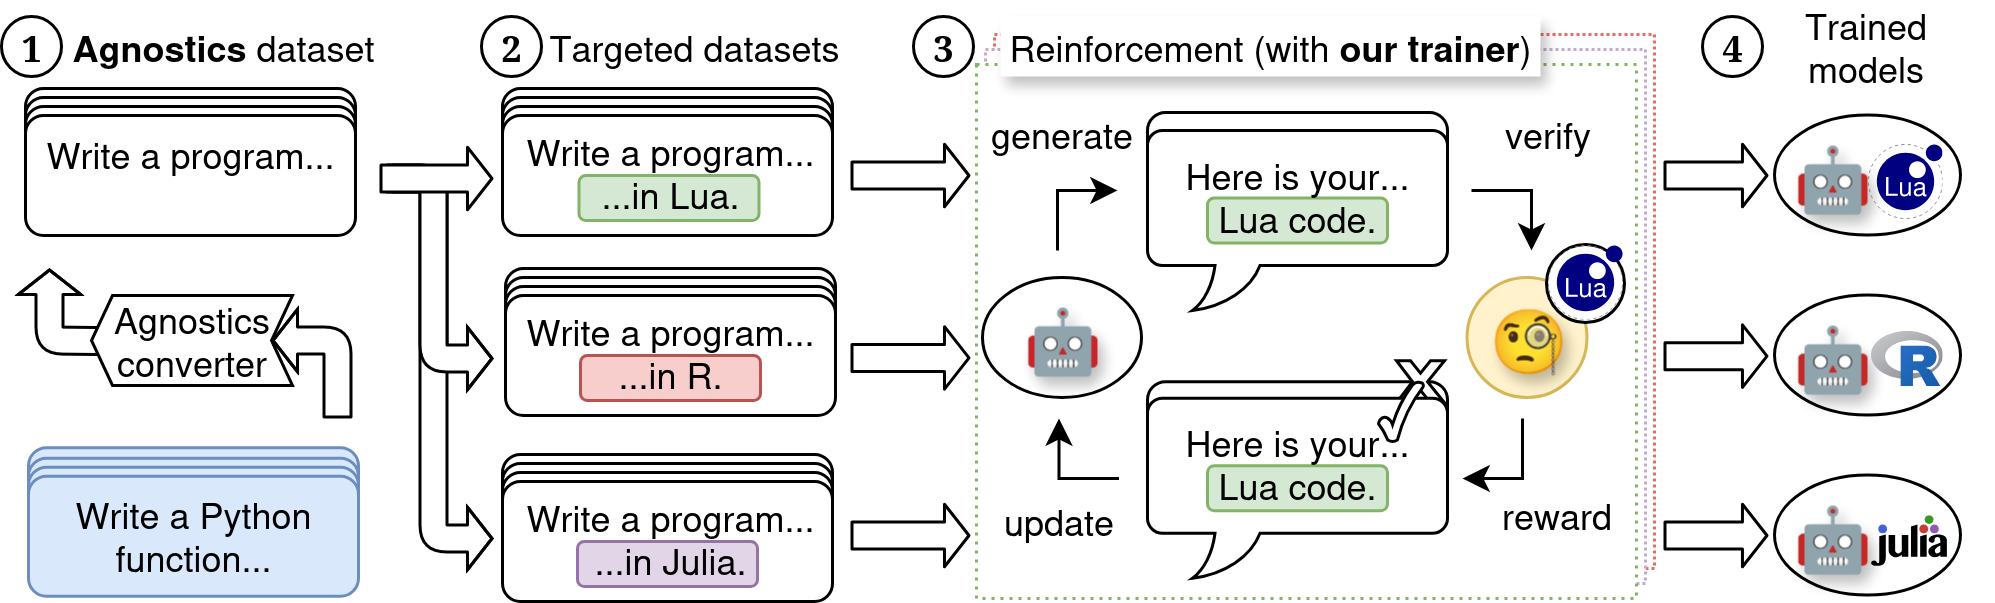 1 Agnostics dataset
Write a program...
Agnostics
converter
Write a Python
function...
2 Targeted datasets
Write a program...
...in Lua.
Write a program...
...in R.
Write a program...
...in Julia.
3 Reinforcement (with our trainer)
generate
Here is your...
Lua code.
verify
Lua
Here is your...
Lua code.
update
reward
4 Trained
models
Lua
R
julia